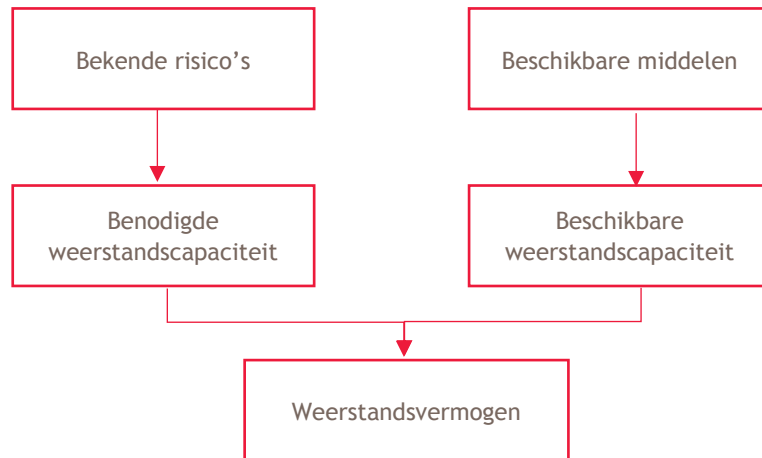 Bekende risico’s
Beschikbare middelen
Benodigde
weerstandscapaciteit
Beschikbare
weerstandscapaciteit
Weerstandsvermogen